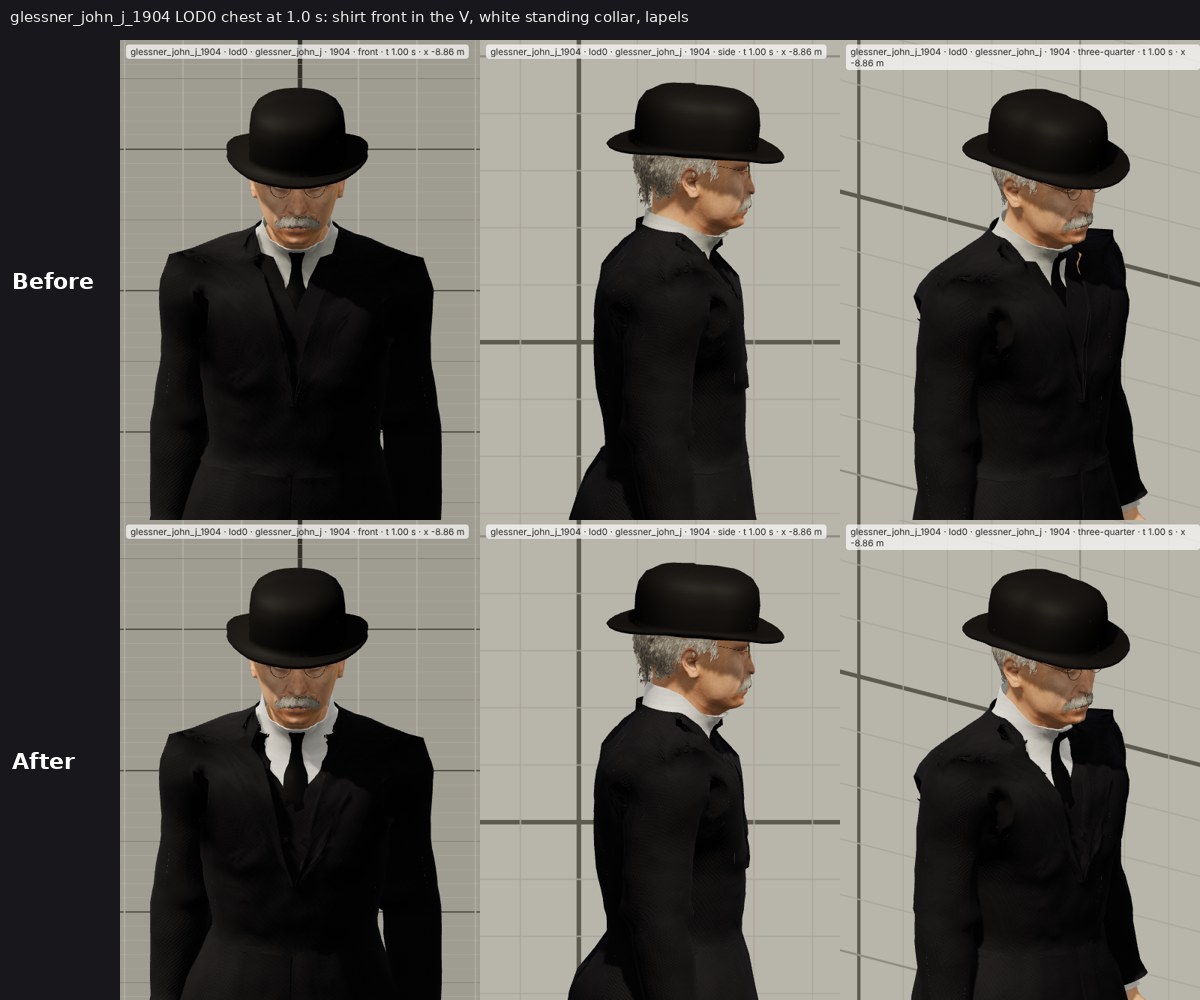 glessner_john_j_1904 LOD0 chest at 1.0 s: shirt front in the V, white standing collar, lapels
glessner_john_j_1904 · lod0 · glessner_john_j · 1904 · front · t 1.00 s · x -8.86 m
glessner_john_j_1904 · lod0 · glessner_john_j · 1904 · side · t 1.00 s · x -8.86 m
glessner_john_j_1904 · lod0 · glessner_john_j · 1904 · three-quarter · t 1.00 s · x
-8.86 m
Before
glessner_john_j_1904 · lod0 · glessner_john_j · 1904 · front · t 1.00 s · x -8.86 m
glessner_john_j_1904 · lod0 · glessner_john_j · 1904 · side · t 1.00 s · x -8.86 m
glessner_john_j_1904 · lod0 · glessner_john_j · 1904 · three-quarter · t 1.00 s · x
-8.86 m
After